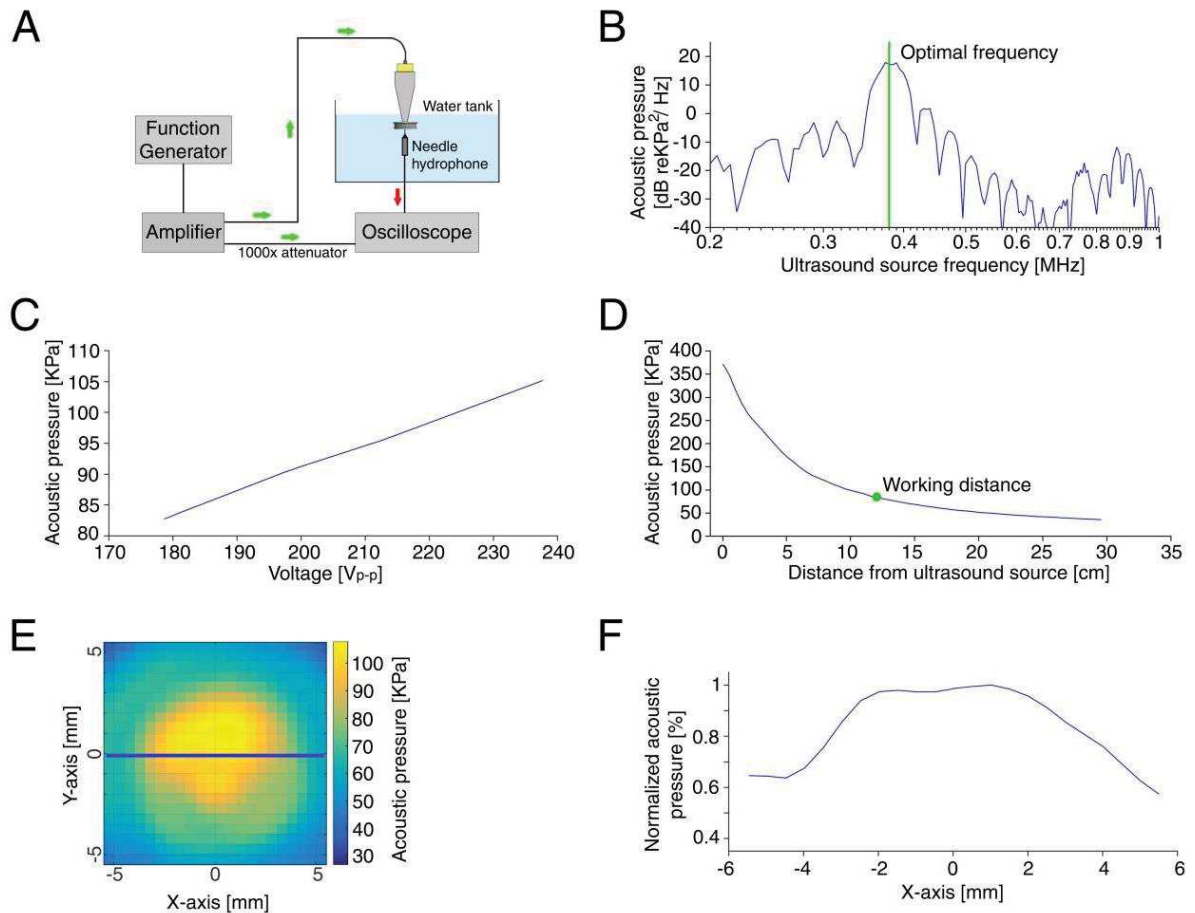 A
Function
Generator
Amplifier
1000x attenuator
Oscilloscope
Water tank
Needle
hydrophone
B
Acoustic pressure
[dB reKPa²/ Hz]
20
10
0
-10
-20
-30
-40
Optimal frequency
0.2 0.3 0.4 0.5 0.6 0.7 0.8 0.9 1
Ultrasound source frequency [MHz]
C
Acoustic pressure [KPa]
110
105
100
95
90
85
80
170 180 190 200 210 220 230 240
Voltage [Vp-p]
D
Acoustic pressure [KPa]
400
350
300
250
200
150
100
50
0
Working distance
0 5 10 15 20 25 30 35
Distance from ultrasound source [cm]
E
Y-axis [mm]
5
0
-5
-5 0 5
X-axis [mm]
100
90
80
70
60
50
40
30
Acoustic pressure [KPa]
F
Normalized acoustic
pressure [%]
1
0.8
0.6
0.4
-6 -4 -2 0 2 4 6
X-axis [mm]